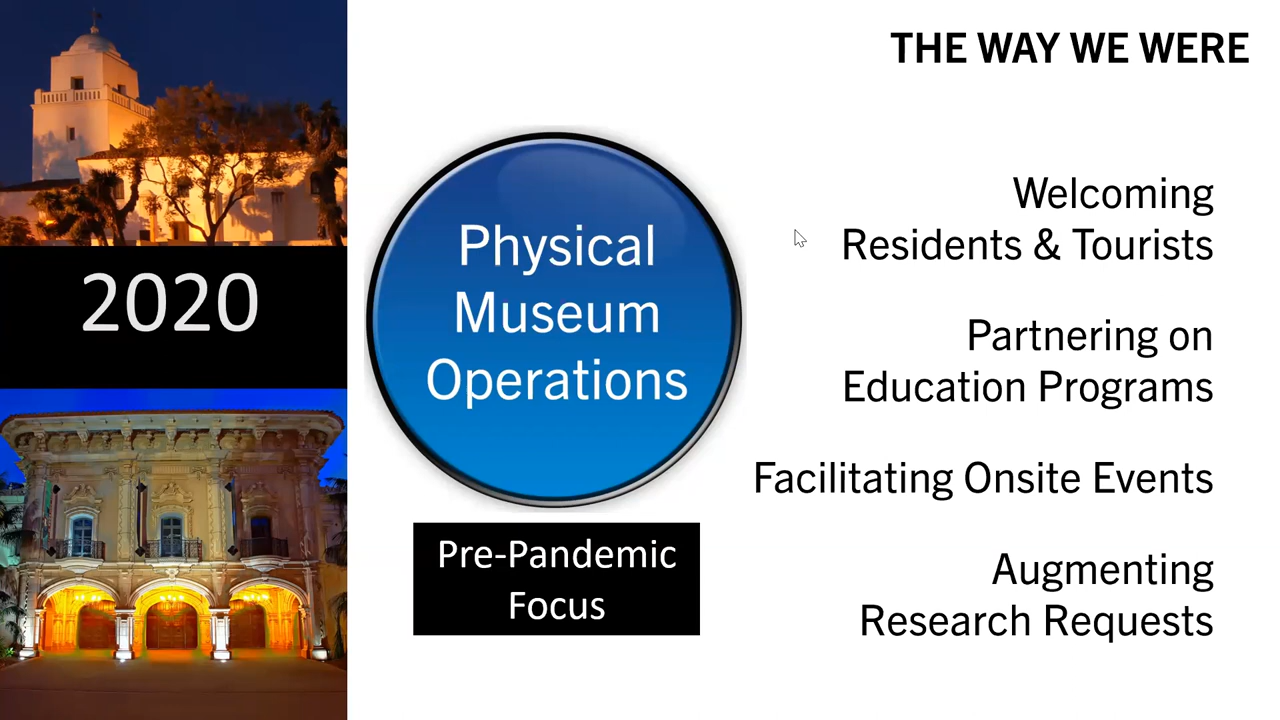 THE WAY WE WERE
2020
Physical
Museum
Operations
Pre-Pandemic
Focus
Welcoming
Residents & Tourists
Partnering on
Education Programs
Facilitating Onsite Events
Augmenting
Research Requests